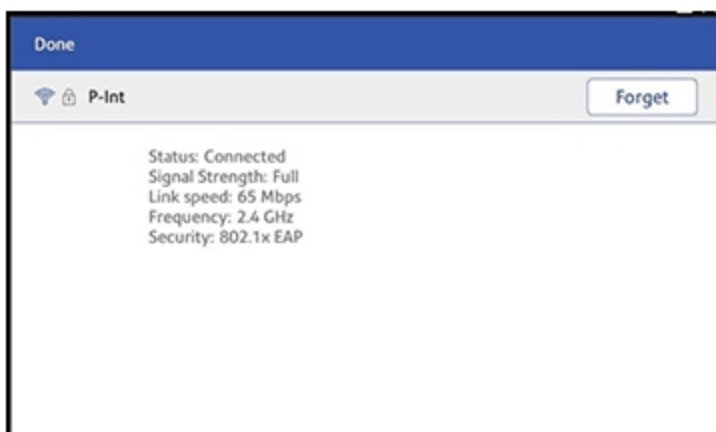 Done
P-Int
Forget
Status: Connected
Signal Strength: Full
Link speed: 65 Mbps
Frequency: 2.4 GHz
Security: 802.1x EAP